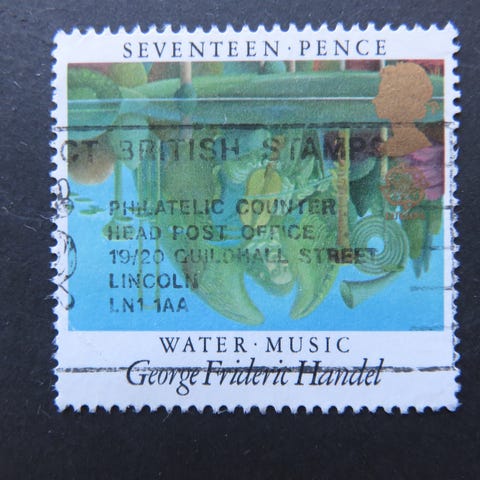 SEVENTEEN · PENCE
CT BRITISH STAMPS
PHILATELIC COUNTER
HEAD POST OFFICE
19/20 GUILDHALL STREET
LINCOLN
LN1 1AA
WATER · MUSIC
George Frideric Handel